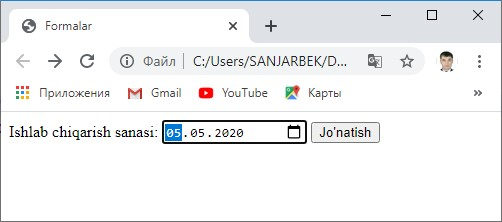 Formalar
Файл C:/Users/SANJARBEK/D...
Приложения Gmail YouTube Карты »
Ishlab chiqarish sanasi: 05.05.2020 Jo'natish